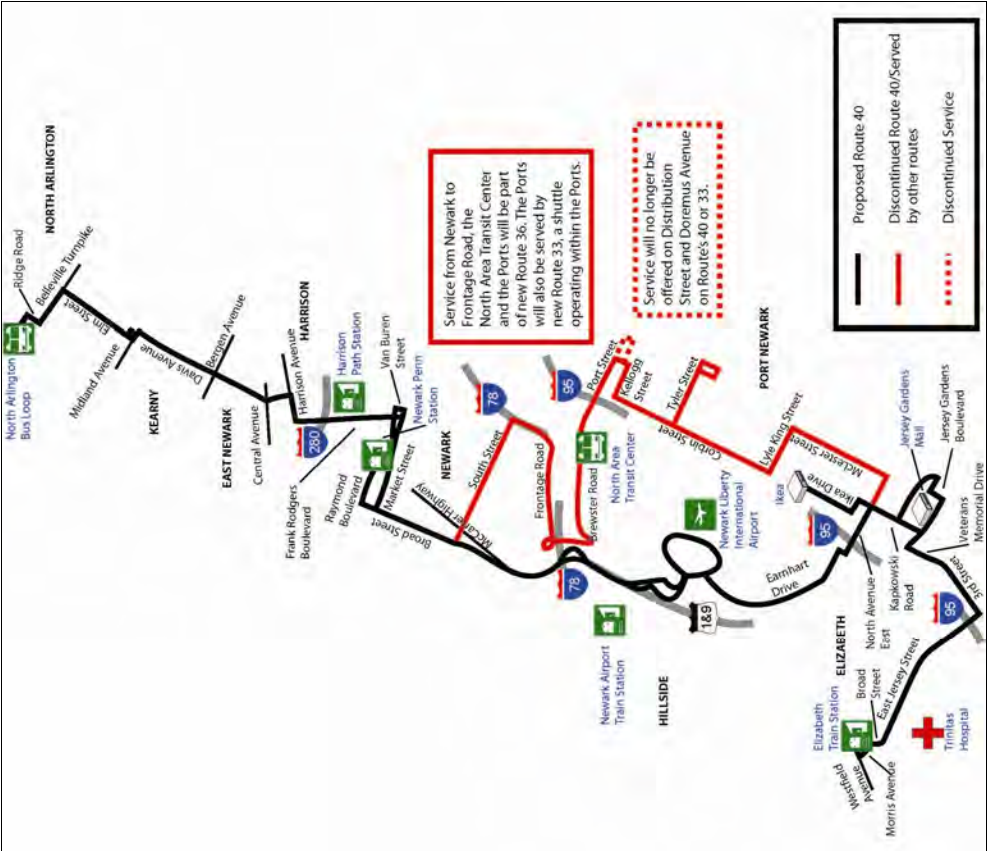 North Arlington
Bus Loop
Ridge Road
NORTH ARLINGTON
Belleville Turnpike
Elm Street
Midland Avenue
KEARNY
Davis Avenue
Bergen Avenue
EAST NEWARK
Central Avenue
HARRISON
Harrison Avenue
280
Harrison
Path Station
Frank Rodgers
Boulevard
Van Buren
Street
Newark Penn
Station
Raymond
Boulevard
Market Street
NEWARK
Broad Street
McCarter Highway
South Street
78
Frontage Road
78
Brewster Road
95
North Area
Transit Center
Port Street
Kellogg
Street
Tyler Street
Corbin Street
PORT NEWARK
Lyle King Street
McLester Street
Newark Airport
Train Station
1&9
Newark Liberty
International
Airport
HILLSIDE
Earnhart
Drive
95
Ikea
Ikea Drive
Jersey Gardens
Mall
Jersey Gardens
Boulevard
North Avenue
East
Kapkowski
Road
Veterans
Memorial Drive
3rd Street
95
ELIZABETH
Elizabeth
Train Station
Broad
Street
East Jersey Street
Westfield
Avenue
Morris Avenue
Trinitas
Hospital
Service from Newark to
Frontage Road, the
North Area Transit Center
and the Ports will be part
of new Route 36. The Ports
will also be served by
new Route 33, a shuttle
operating within the Ports.
Service will no longer be
offered on Distribution
Street and Doremus Avenue
on Route's 40 or 33.
Proposed Route 40
Discontinued Route 40/Served
by other routes
Discontinued Service